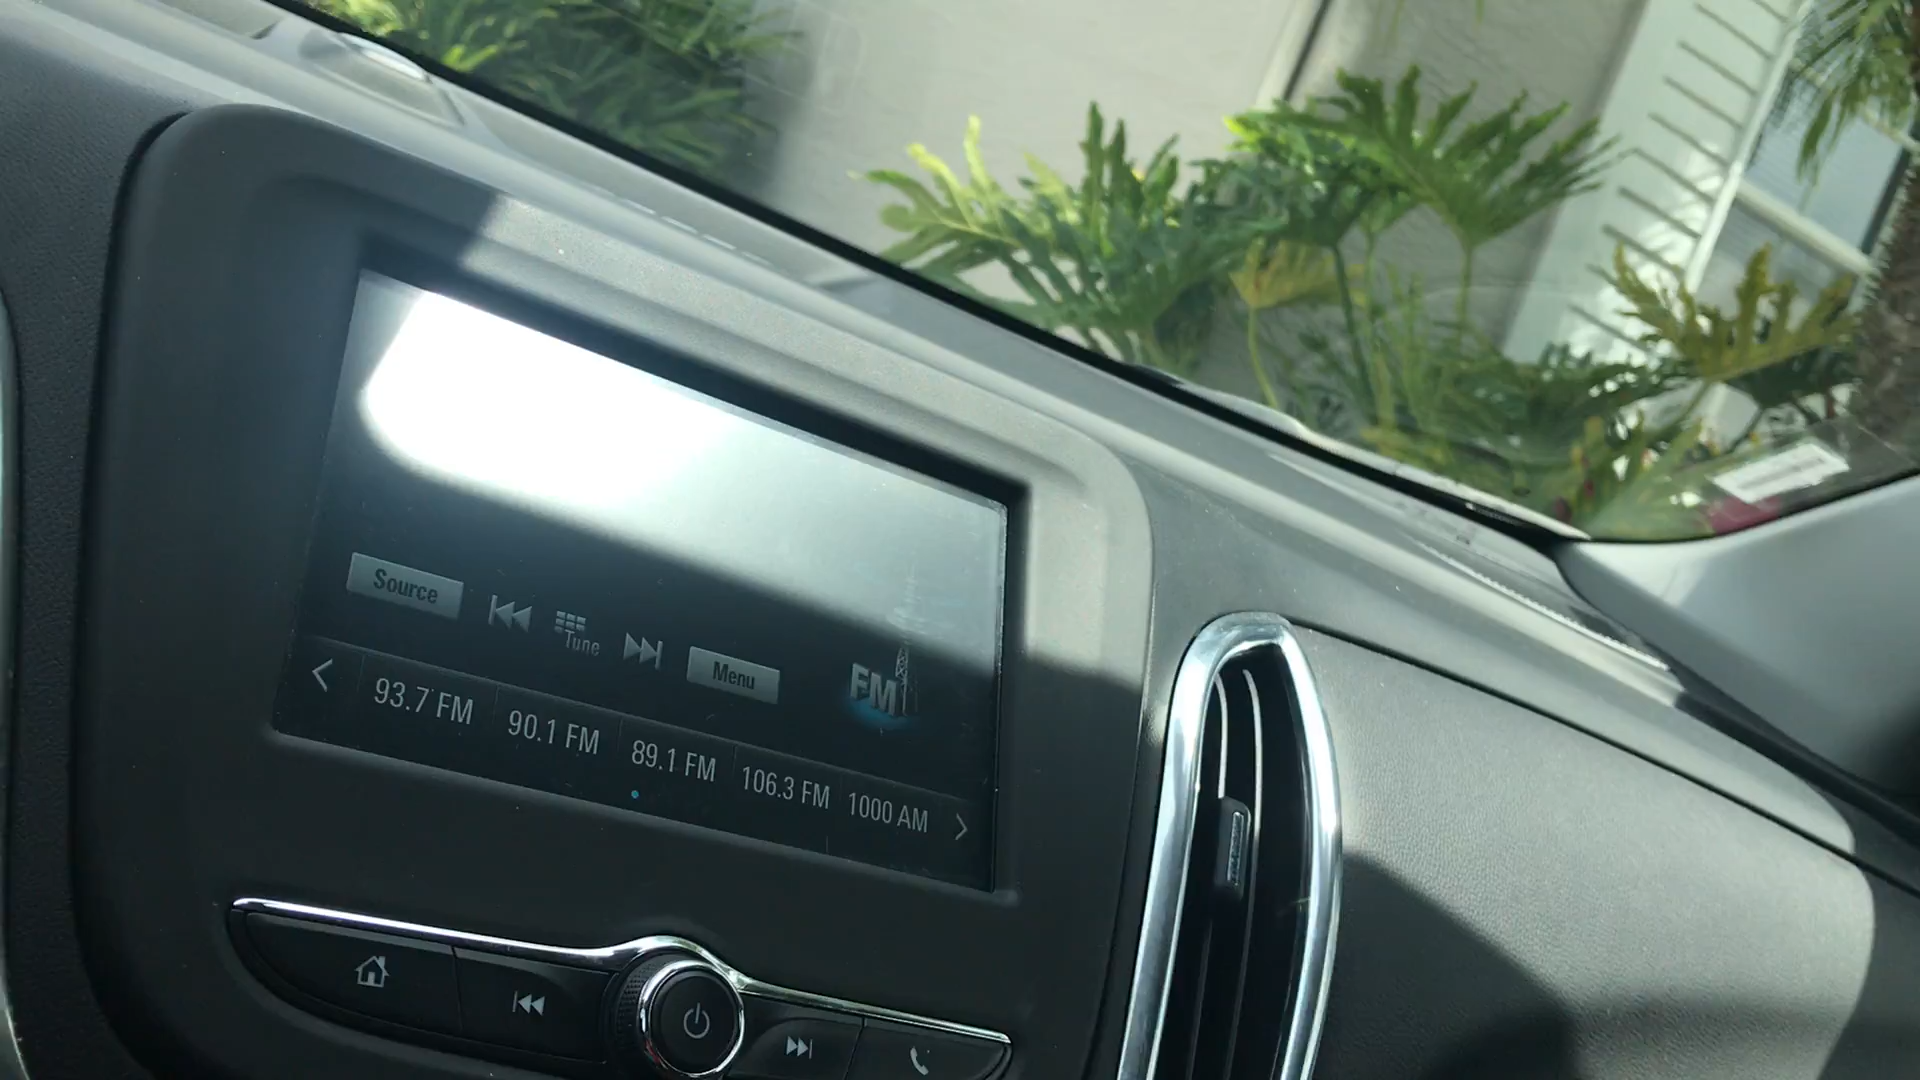 Source
Tune
Menu
FM
93.7 FM
90.1 FM
89.1 FM
106.3 FM
1000 AM